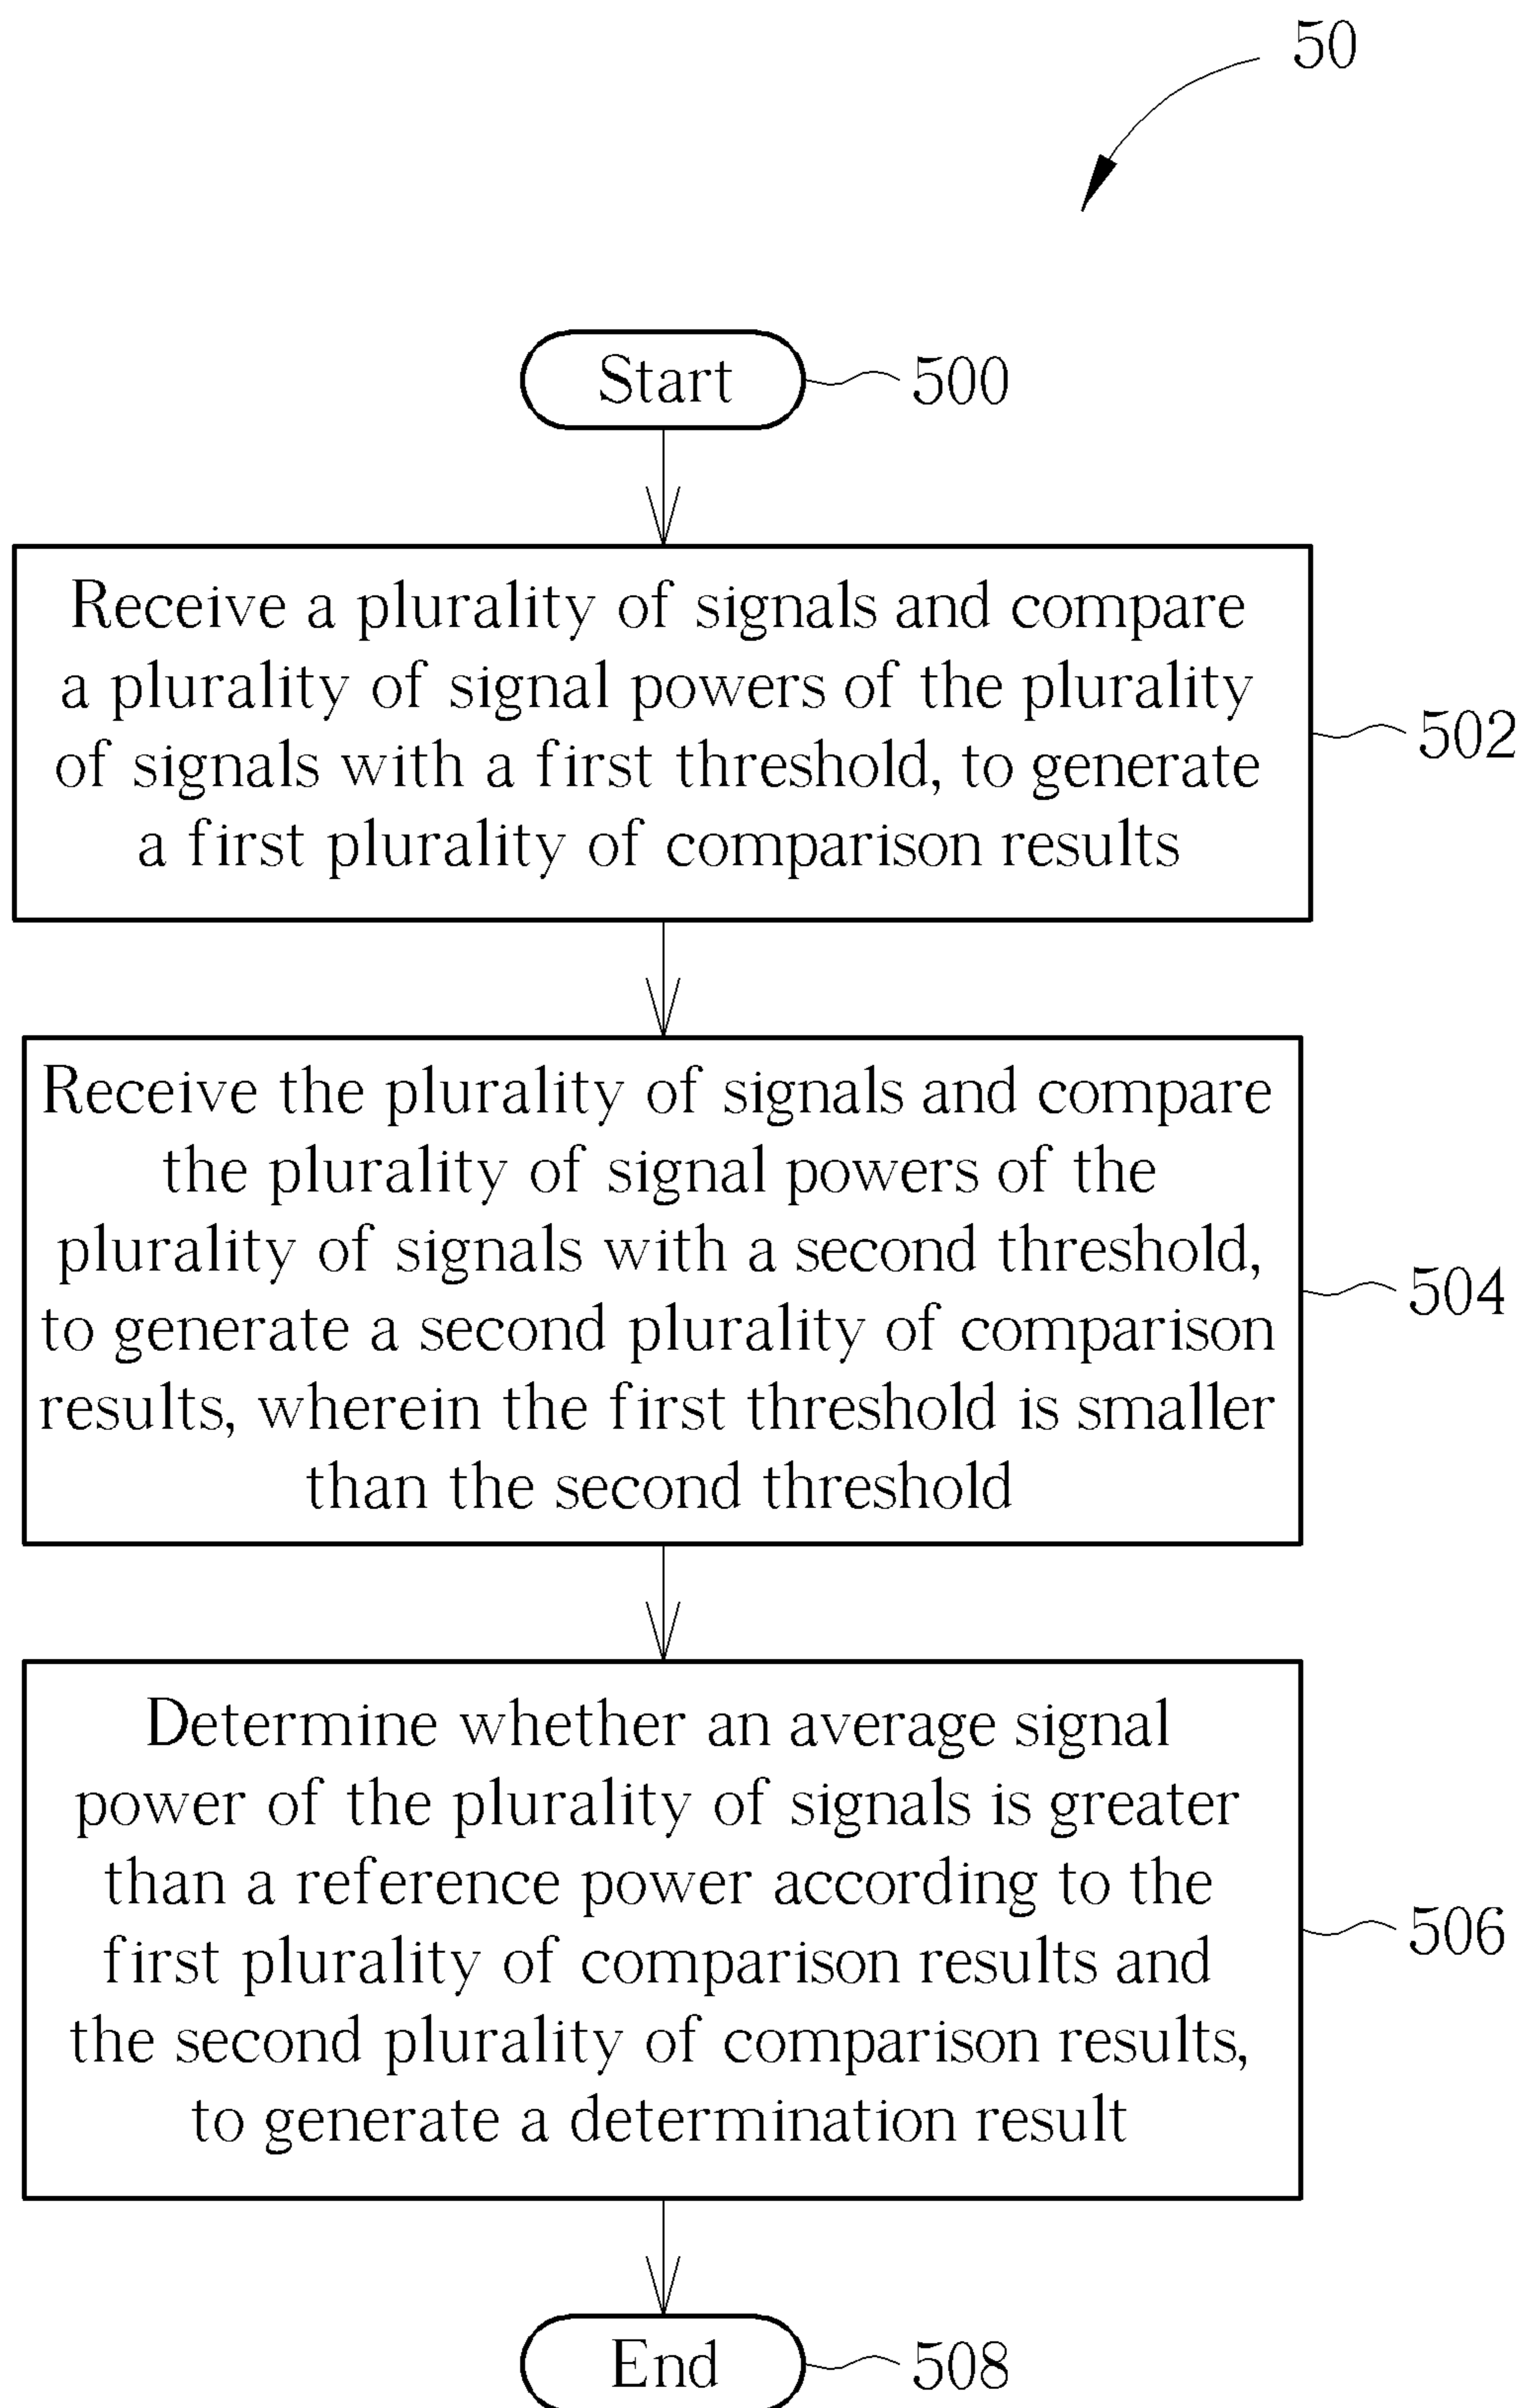 50
Start
500
Receive a plurality of signals and compare
a plurality of signal powers of the plurality
of signals with a first threshold, to generate
a first plurality of comparison results
502
Receive the plurality of signals and compare
the plurality of signal powers of the
plurality of signals with a second threshold,
to generate a second plurality of comparison
results, wherein the first threshold is smaller
than the second threshold
504
Determine whether an average signal
power of the plurality of signals is greater
than a reference power according to the
first plurality of comparison results and
the second plurality of comparison results,
to generate a determination result
506
End
508